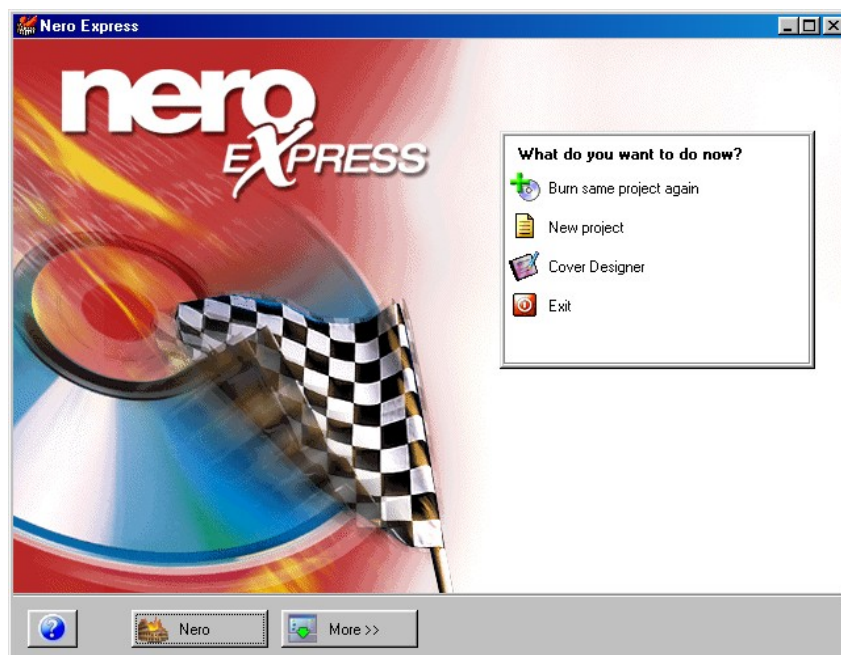 Nero Express
nero
EXPRESS
What do you want to do now?
Burn same project again
New project
Cover Designer
Exit
?
Nero
More >>